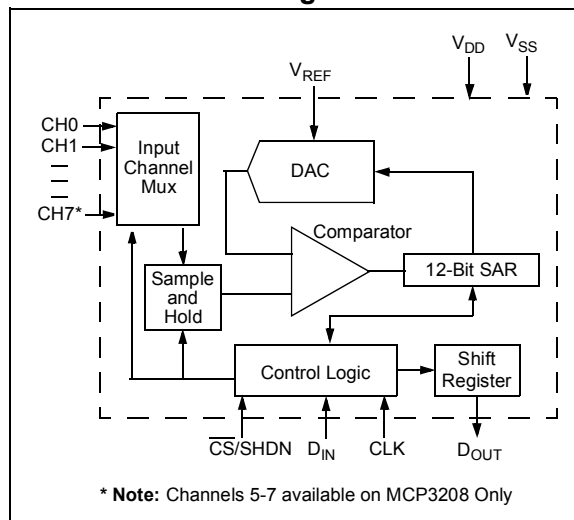 V_DD V_SS
V_REF
CH0
CH1
CH7*
Input
Channel
Mux
DAC
Comparator
Sample
and
Hold
12-Bit SAR
Control Logic
Shift
Register
C̅S̅/SHDN D_IN CLK D_OUT
* Note: Channels 5-7 available on MCP3208 Only